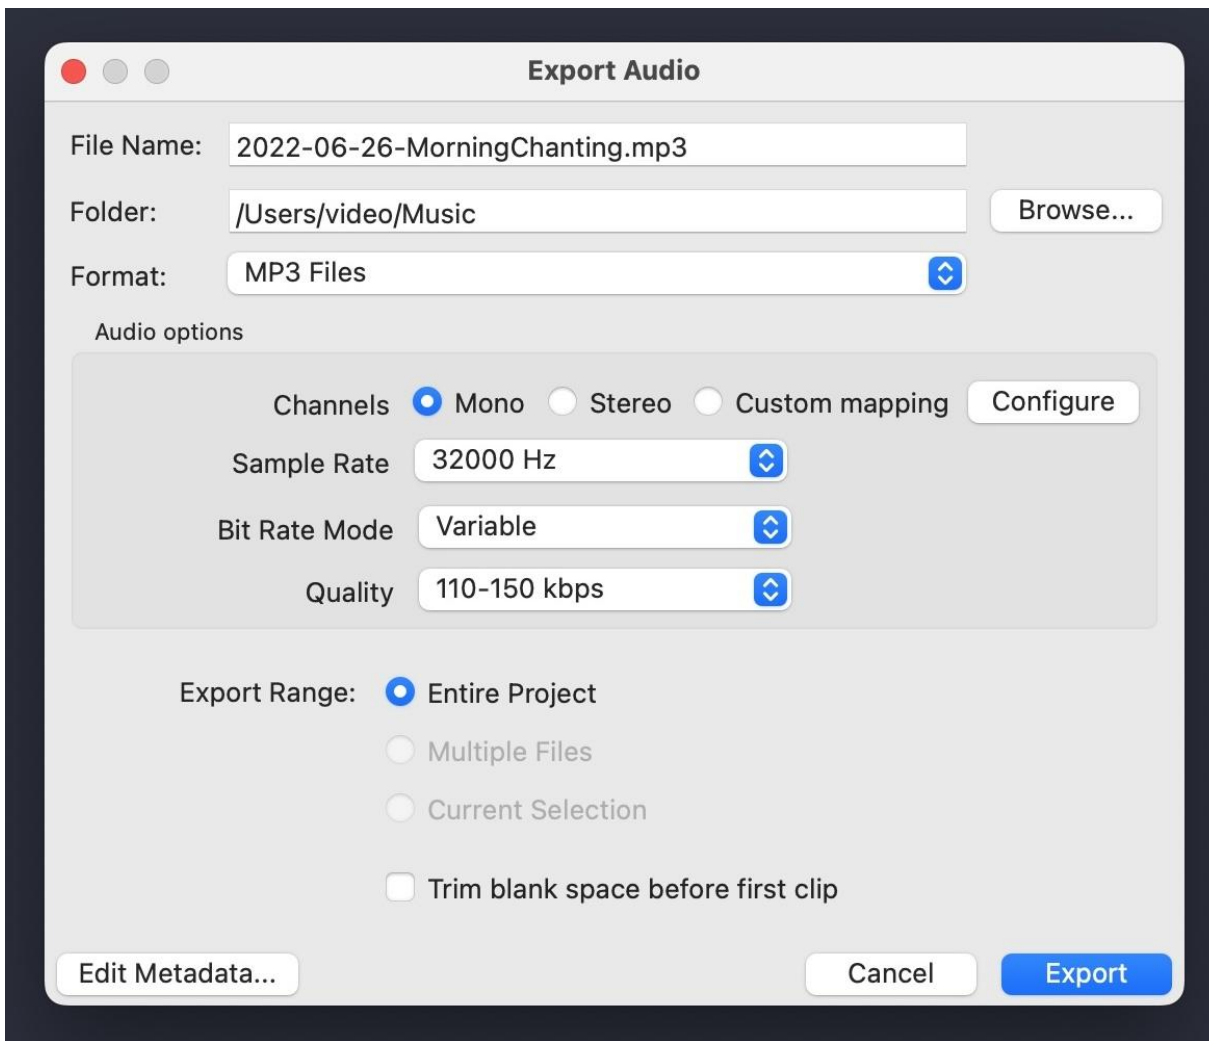 Export Audio
File Name: 2022-06-26-MorningChanting.mp3
Folder: /Users/video/Music Browse...
Format: MP3 Files
Audio options
Channels Mono Stereo Custom mapping Configure
Sample Rate 32000 Hz
Bit Rate Mode Variable
Quality 110-150 kbps
Export Range: Entire Project
Multiple Files
Current Selection
Trim blank space before first clip
Edit Metadata... Cancel Export